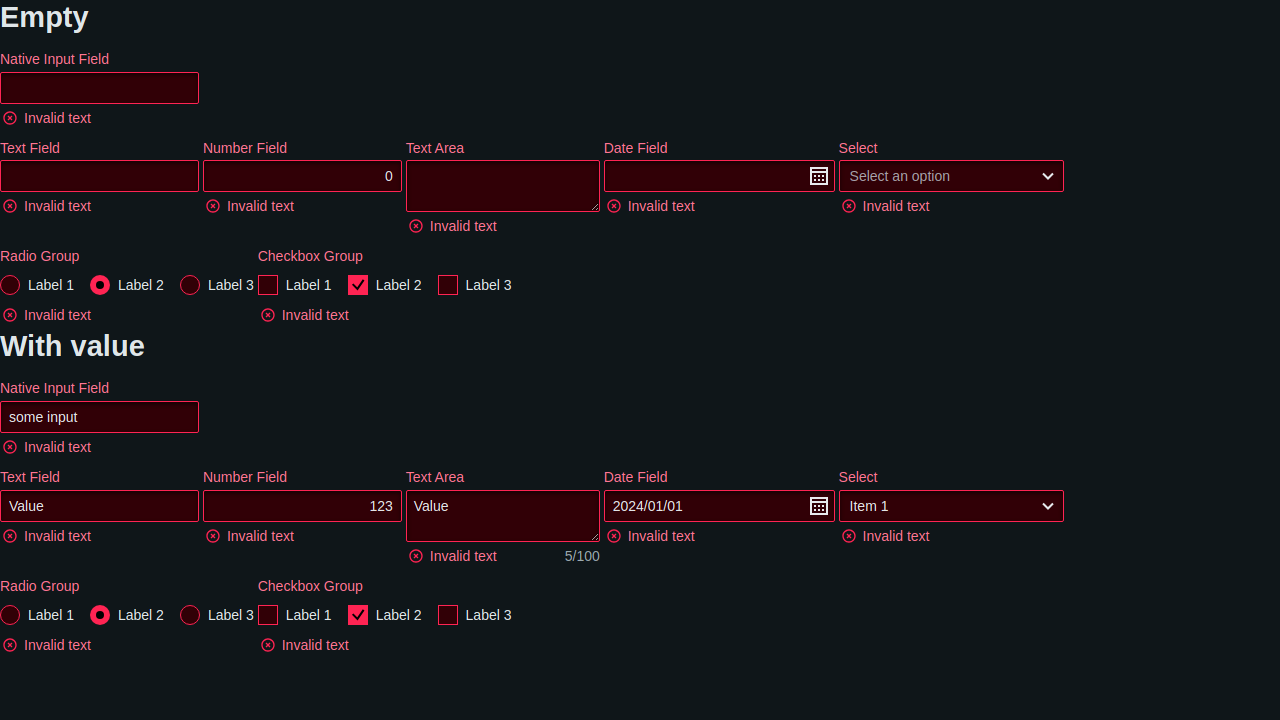 Empty
Native Input Field
Invalid text
Text Field Number Field Text Area Date Field Select
0 Select an option
Invalid text Invalid text Invalid text Invalid text
Invalid text
Radio Group Checkbox Group
Label 1 Label 2 Label 3 Label 1 Label 2 Label 3
Invalid text Invalid text
With value
Native Input Field
some input
Invalid text
Text Field Number Field Text Area Date Field Select
Value 123 Value 2024/01/01 Item 1
Invalid text Invalid text Invalid text Invalid text
Invalid text 5/100
Radio Group Checkbox Group
Label 1 Label 2 Label 3 Label 1 Label 2 Label 3
Invalid text Invalid text